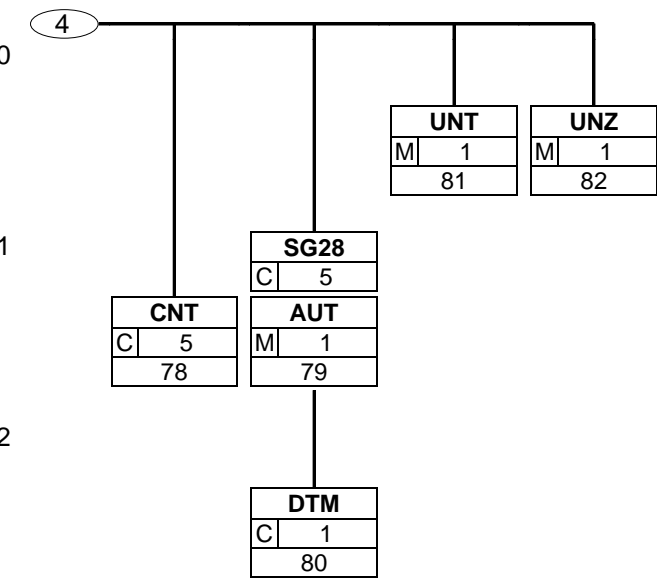 4
0
UNT UNZ
M 1 M 1
81 82
1
SG28
C 5
CNT AUT
C 5 M 1
78 79
2
DTM
C 1
80